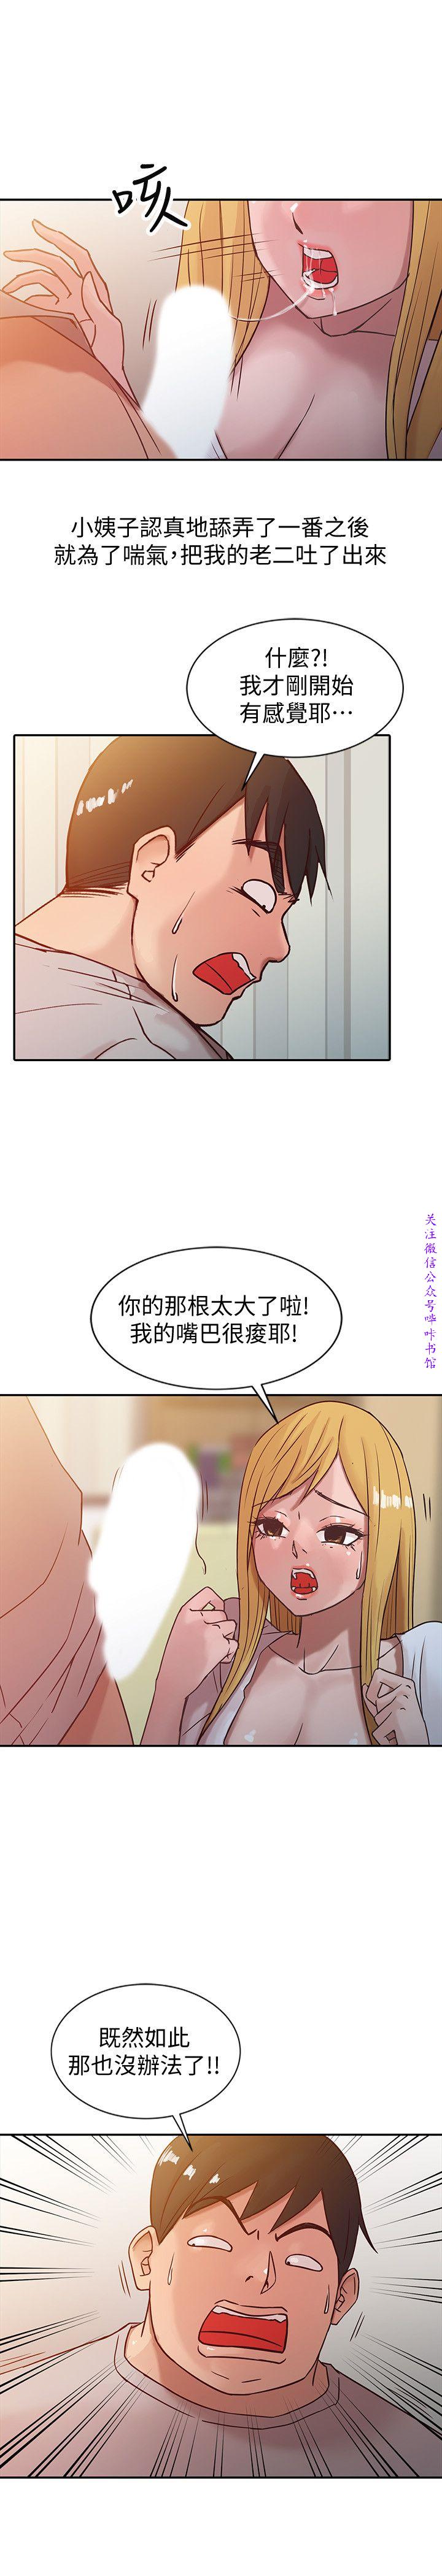 咳
小姨子認真地舔弄了一番之後
就為了喘氣,把我的老二吐了出來
什麼?!
我才剛開始
有感覺耶…
关注微信公众号哔咔书馆
你的那根太大了啦!
我的嘴巴很痠耶!
既然如此
那也沒辦法了!!